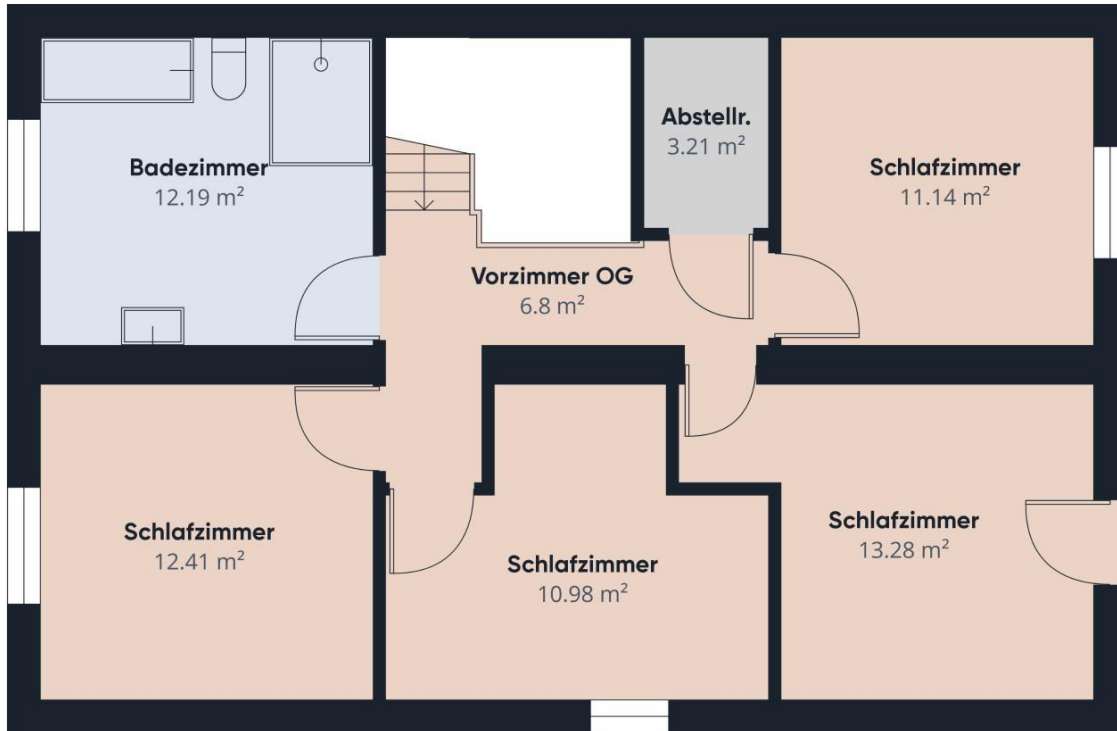 Badezimmer
12.19 m²
Abstellr.
3.21 m²
Schlafzimmer
11.14 m²
Vorzimmer OG
6.8 m²
Schlafzimmer
12.41 m²
Schlafzimmer
10.98 m²
Schlafzimmer
13.28 m²